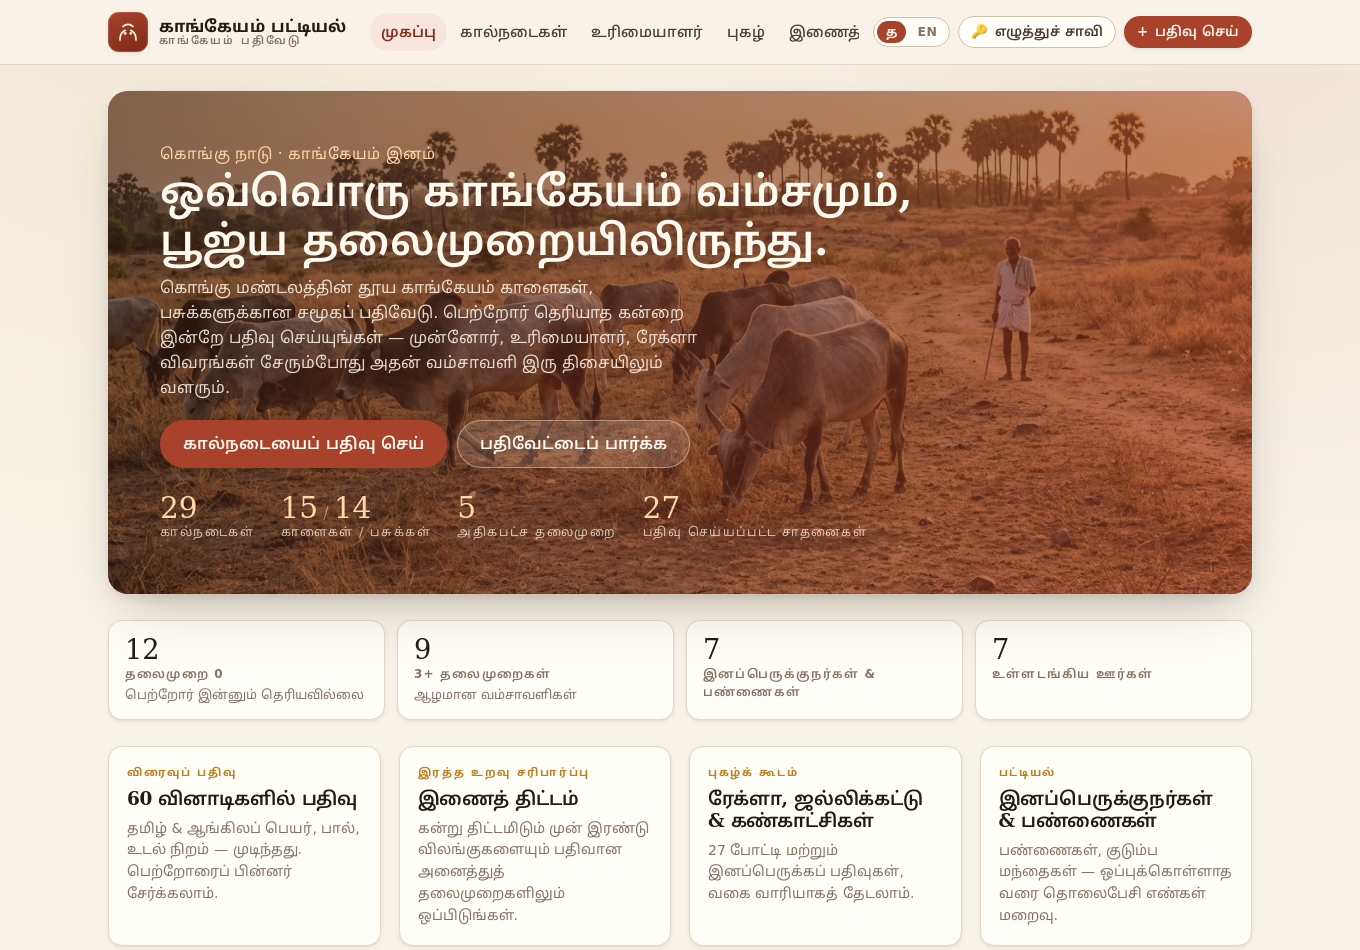 காங்கேயம் பட்டியல்
காங்கேயம் பதிவேடு
முகப்பு
கால்நடைகள்
உரிமையாளர்
புகழ்
இணைத்
த
EN
எழுத்துச் சாவி
+ பதிவு செய்
கொங்கு நாடு · காங்கேயம் இனம்
ஒவ்வொரு காங்கேயம் வம்சமும்,
பூஜ்ய தலைமுறையிலிருந்து.
கொங்கு மண்டலத்தின் தூய காங்கேயம் காளைகள்,
பசுக்களுக்கான சமூகப் பதிவேடு. பெற்றோர் தெரியாத கன்றை
இன்றே பதிவு செய்யுங்கள் — முன்னோர், உரிமையாளர், ரேக்ளா
விவரங்கள் சேரும்போது அதன் வம்சாவளி இரு திசையிலும்
வளரும்.
கால்நடையைப் பதிவு செய்
பதிவேட்டைப் பார்க்க
29
கால்நடைகள்
15 / 14
காளைகள் / பசுக்கள்
5
அதிகபட்ச தலைமுறை
27
பதிவு செய்யப்பட்ட சாதனைகள்
12
தலைமுறை 0
பெற்றோர் இன்னும் தெரியவில்லை
9
3+ தலைமுறைகள்
ஆழமான வம்சாவளிகள்
7
இனப்பெருக்குநர்கள் &
பண்ணைகள்
7
உள்ளடங்கிய ஊர்கள்
விரைவுப் பதிவு
60 வினாடிகளில் பதிவு
தமிழ் & ஆங்கிலப் பெயர், பால்,
உடல் நிறம் — முடிந்தது.
பெற்றோரைப் பின்னர்
சேர்க்கலாம்.
இரத்த உறவு சரிபார்ப்பு
இணைத் திட்டம்
கன்று திட்டமிடும் முன் இரண்டு
விலங்குகளையும் பதிவான
அனைத்துத்
தலைமுறைகளிலும்
ஒப்பிடுங்கள்.
புகழ்க் கூடம்
ரேக்ளா, ஜல்லிக்கட்டு
& கண்காட்சிகள்
27 போட்டி மற்றும்
இனப்பெருக்கப் பதிவுகள்,
வகை வாரியாகத் தேடலாம்.
பட்டியல்
இனப்பெருக்குநர்கள்
& பண்ணைகள்
பண்ணைகள், குடும்ப
மந்தைகள் — ஒப்புக்கொள்ளாத
வரை தொலைபேசி எண்கள்
மறைவு.